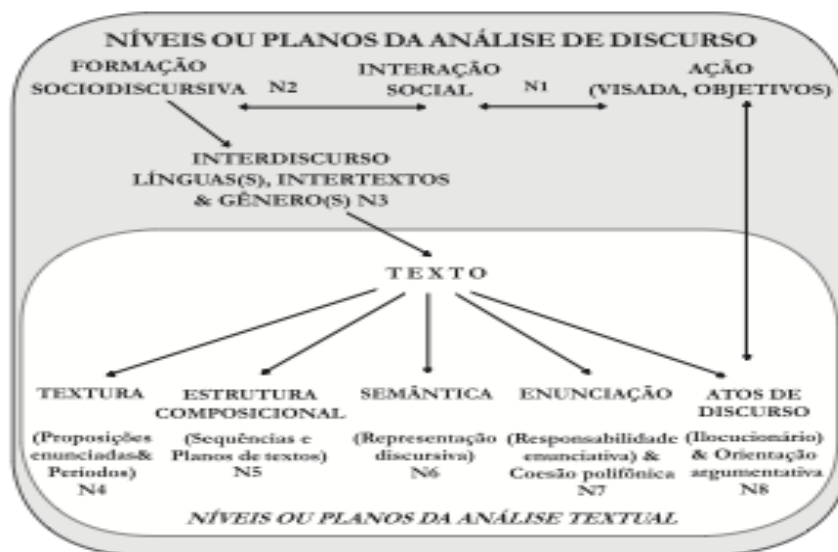 NÍVEIS OU PLANOS DA ANÁLISE DE DISCURSO
FORMAÇÃO
SOCIODISCURSIVA
N2
INTERAÇÃO
SOCIAL
N1
AÇÃO
(VISADA, OBJETIVOS)
INTERDISCURSO
LÍNGUAS(S), INTERTEXTOS
& GÊNERO(S) N3
TEXTO
TEXTURA
(Proposições
enunciadas&
Períodos)
N4
ESTRUTURA
COMPOSICIONAL
(Sequências e
Planos de textos)
N5
SEMÂNTICA
(Representação
discursiva)
N6
ENUNCIAÇÃO
(Responsabilidade
enunciativa) &
Coesão polifônica
N7
ATOS DE
DISCURSO
(Ilocucionário)
& Orientação
argumentativa
N8
NÍVEIS OU PLANOS DA ANÁLISE TEXTUAL